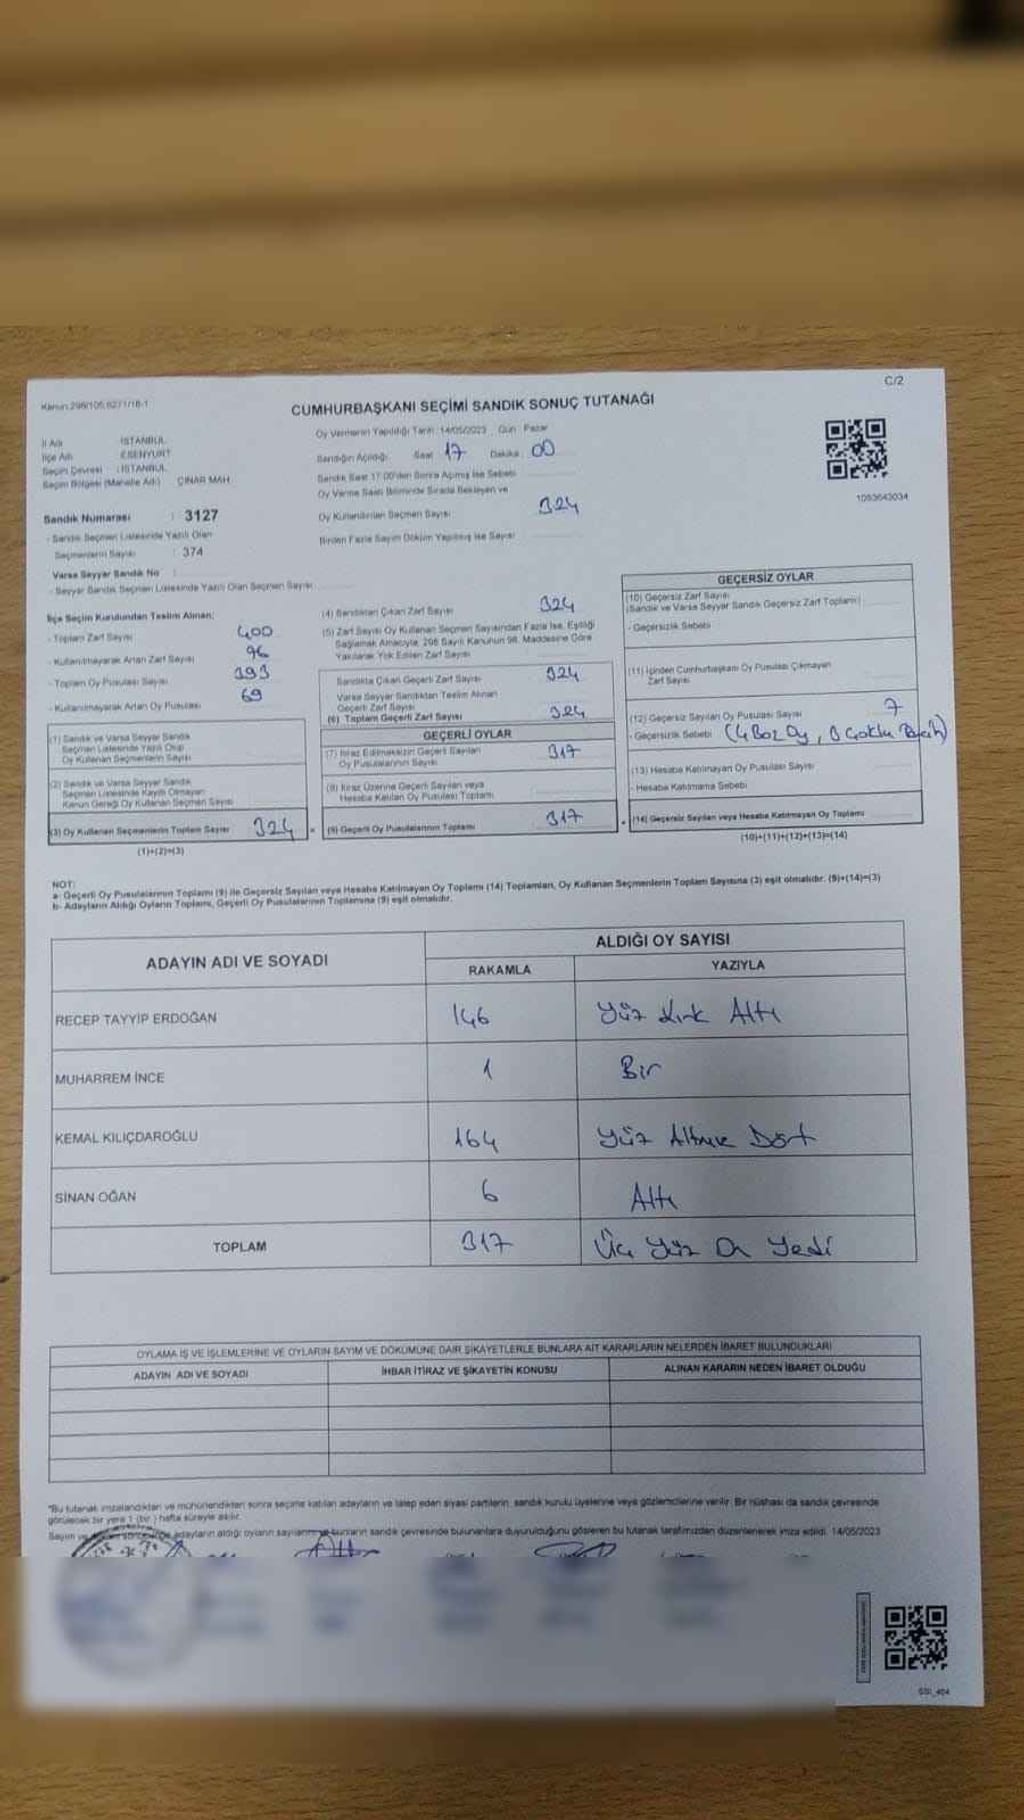 C/2
Kanun:298/105,6271/18-1
CUMHURBAŞKANI SEÇİMİ SANDIK SONUÇ TUTANAĞI
İl Adı : İSTANBUL
İlçe Adı : ESENYURT
Seçim Çevresi : İSTANBUL
Seçim Bölgesi (Mahalle Adı) : ÇINAR MAH.
Sandık Numarası : 3127
- Sandık Seçmen Listesinde Yazılı Olan
Seçmenlerin Sayısı : 374
Varsa Seyyar Sandık No :
- Seyyar Sandık Seçmen Listesinde Yazılı Olan Seçmen Sayısı
Oy Vermenin Yapıldığı Tarih :14/05/2023 Gün : Pazar
Sandığın Açıldığı: Saat 17 Dakika 00
Sandık Saat 17:00'den Sonra Açılmış İse Sebebi
Oy Verme Saati Bitiminde Sırada Bekleyen ve
Oy Kullandırılan Seçmen Sayısı 324
Birden Fazla Sayım Döküm Yapılmış İse Sayısı
1093643034
İlçe Seçim Kurulundan Teslim Alınan:
- Toplam Zarf Sayısı 400
- Kullanılmayarak Artan Zarf Sayısı 96
- Toplam Oy Pusulası Sayısı 393
- Kullanılmayarak Artan Oy Pusulası 69
(1) Sandık ve Varsa Seyyar Sandık
Seçmen Listesinde Yazılı Olup
Oy Kullanan Seçmenlerin Sayısı
(2) Sandık ve Varsa Seyyar Sandık
Seçmen Listesinde Kayıtlı Olmayan
Kanun Gereği Oy Kullanan Seçmen Sayısı
(3) Oy Kullanan Seçmenlerin Toplam Sayısı 324 =
(1)+(2)=(3)
(4) Sandıktan Çıkan Zarf Sayısı 324
(5) Zarf Sayısı Oy Kullanan Seçmen Sayısından Fazla İse, Eşitliği
Sağlamak Amacıyla, 298 Sayılı Kanunun 98. Maddesine Göre
Yakılarak Yok Edilen Zarf Sayısı
Sandıkta Çıkan Geçerli Zarf Sayısı 324
Varsa Seyyar Sandıktan Teslim Alınan
Geçerli Zarf Sayısı
(6) Toplam Geçerli Zarf Sayısı 324
GEÇERLİ OYLAR
(7) İtiraz Edilmeksizin Geçerli Sayılan
Oy Pusulalarının Sayısı 317
(8) İtiraz Üzerine Geçerli Sayılan veya
Hesaba Katılan Oy Pusulası Toplamı
(9) Geçerli Oy Pusulalarının Toplamı 317 +
GEÇERSİZ OYLAR
(10) Geçersiz Zarf Sayısı
(Sandık ve Varsa Seyyar Sandık Geçersiz Zarf Toplamı)
- Geçersizlik Sebebi
(11) İçinden Cumhurbaşkanı Oy Pusulası Çıkmayan
Zarf Sayısı
(12) Geçersiz Sayılan Oy Pusulası Sayısı 7
- Geçersizlik Sebebi (4 Boz Oy, 3 Çoklu Tercih)
(13) Hesaba Katılmayan Oy Pusulası Sayısı
- Hesaba Katılmama Sebebi
(14) Geçersiz Sayılan veya Hesaba Katılmayan Oy Toplamı
(10)+(11)+(12)+(13)=(14)
NOT:
a- Geçerli Oy Pusulalarının Toplamı (9) ile Geçersiz Sayılan veya Hesaba Katılmayan Oy Toplamı (14) Toplamları, Oy Kullanan Seçmenlerin Toplam Sayısına (3) eşit olmalıdır. (9)+(14)=(3)
b- Adayların Aldığı Oyların Toplamı, Geçerli Oy Pusulalarının Toplamına (9) eşit olmalıdır.
ADAYIN ADI VE SOYADI ALDIĞI OY SAYISI
RAKAMLA YAZIYLA
RECEP TAYYİP ERDOĞAN 146 Yüz Kırk Altı
MUHARREM İNCE 1 Bir
KEMAL KILIÇDAROĞLU 164 Yüz Altmış Dört
SİNAN OĞAN 6 Altı
TOPLAM 317 Üç Yüz On Yedi
OYLAMA İŞ VE İŞLEMLERİNE VE OYLARIN SAYIM VE DÖKÜMÜNE DAİR ŞİKAYETLERLE BUNLARA AİT KARARLARIN NELERDEN İBARET BULUNDUKLARI
ADAYIN ADI VE SOYADI İHBAR İTİRAZ VE ŞİKAYETİN KONUSU ALINAN KARARIN NEDEN İBARET OLDUĞU
*Bu tutanak imzalandıktan ve mühürlendikten sonra seçime katılan adayların ve talep eden siyasi partilerin, sandık kurulu üyelerine veya gözlemcilerine verilir. Bir nüshası da sandık çevresinde
görülecek bir yere 1 (bir ) hafta süreyle asılır.
adayların aldığı oyların sayılarını ve bunların sandık çevresinde bulunanlara duyurulduğunu gösteren bu tutanak tarafımızdan düzenlenerek imza edildi. 14/05/2023